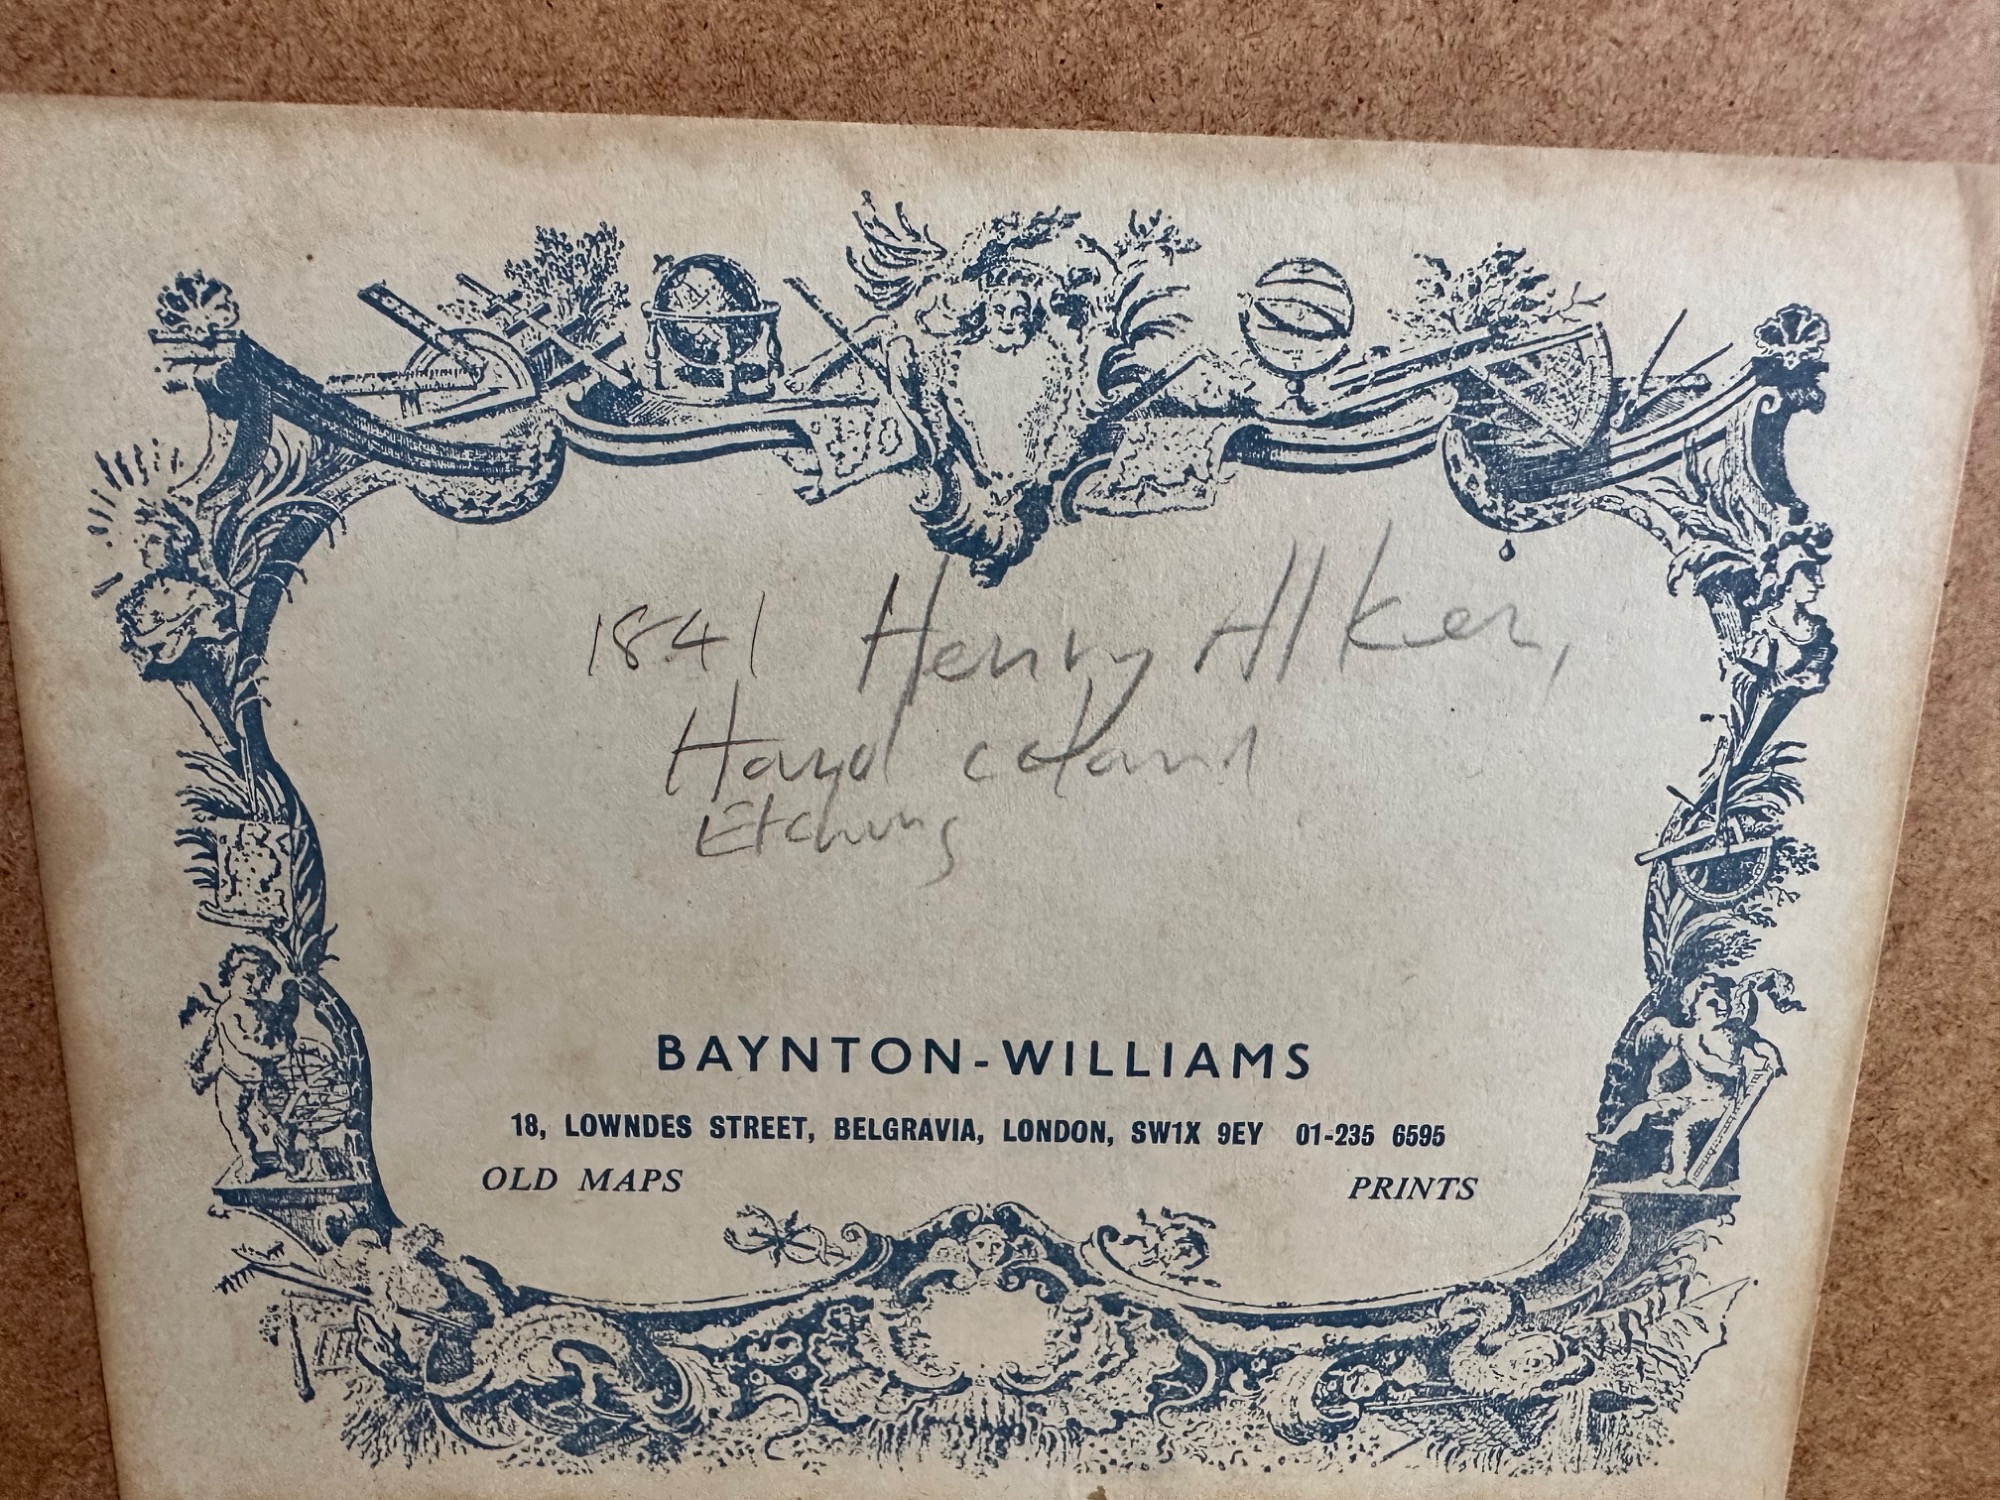 1841 Henry Alken,
Hand colour
Etching
BAYNTON-WILLIAMS
18, LOWNDES STREET, BELGRAVIA, LONDON, SW1X 9EY 01-235 6595
OLD MAPS PRINTS